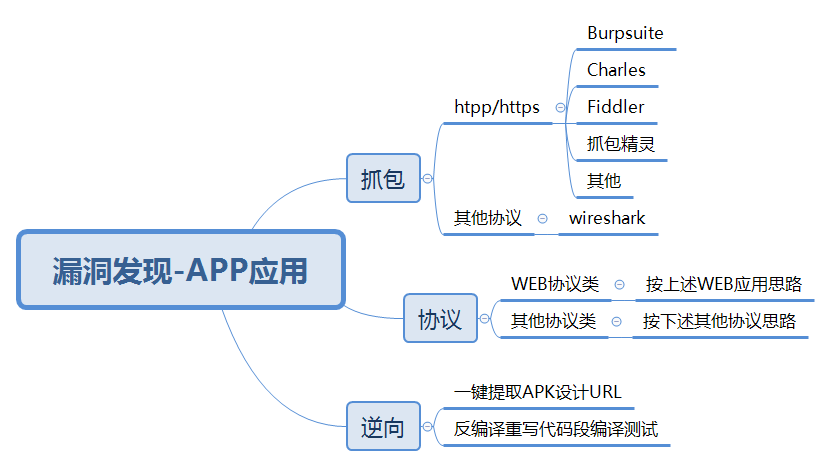 漏洞发现-APP应用
抓包
htpp/https
Burpsuite
Charles
Fiddler
抓包精灵
其他
其他协议
wireshark
协议
WEB协议类
按上述WEB应用思路
其他协议类
按下述其他协议思路
逆向
一键提取APK设计URL
反编译重写代码段编译测试